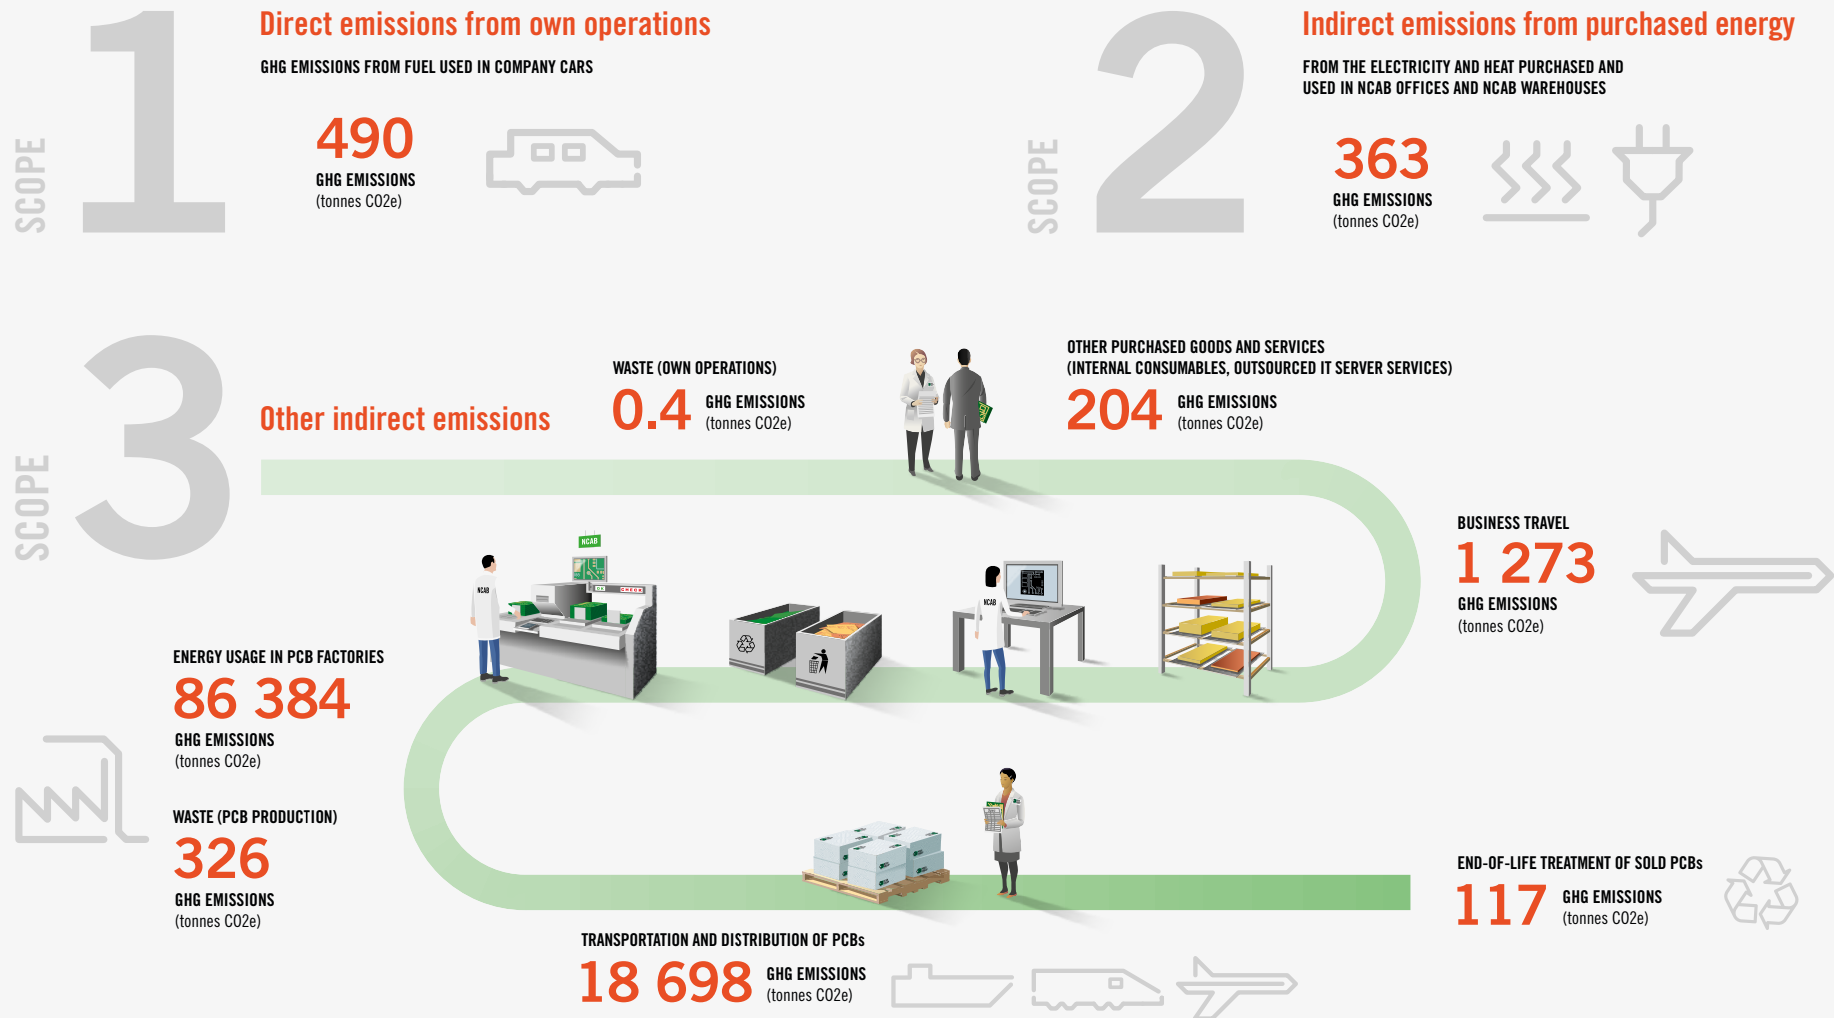 SCOPE
1
Direct emissions from own operations
GHG EMISSIONS FROM FUEL USED IN COMPANY CARS
490
GHG EMISSIONS
(tonnes CO2e)
SCOPE
2
Indirect emissions from purchased energy
FROM THE ELECTRICITY AND HEAT PURCHASED AND
USED IN NCAB OFFICES AND NCAB WAREHOUSES
363
GHG EMISSIONS
(tonnes CO2e)
SCOPE
3
Other indirect emissions
WASTE (OWN OPERATIONS)
0.4
GHG EMISSIONS
(tonnes CO2e)
OTHER PURCHASED GOODS AND SERVICES
(INTERNAL CONSUMABLES, OUTSOURCED IT SERVER SERVICES)
204
GHG EMISSIONS
(tonnes CO2e)
BUSINESS TRAVEL
1 273
GHG EMISSIONS
(tonnes CO2e)
NCAB
NCAB
CHECK
NCAB
ENERGY USAGE IN PCB FACTORIES
86 384
GHG EMISSIONS
(tonnes CO2e)
WASTE (PCB PRODUCTION)
326
GHG EMISSIONS
(tonnes CO2e)
TRANSPORTATION AND DISTRIBUTION OF PCBs
18 698
GHG EMISSIONS
(tonnes CO2e)
END-OF-LIFE TREATMENT OF SOLD PCBs
117
GHG EMISSIONS
(tonnes CO2e)